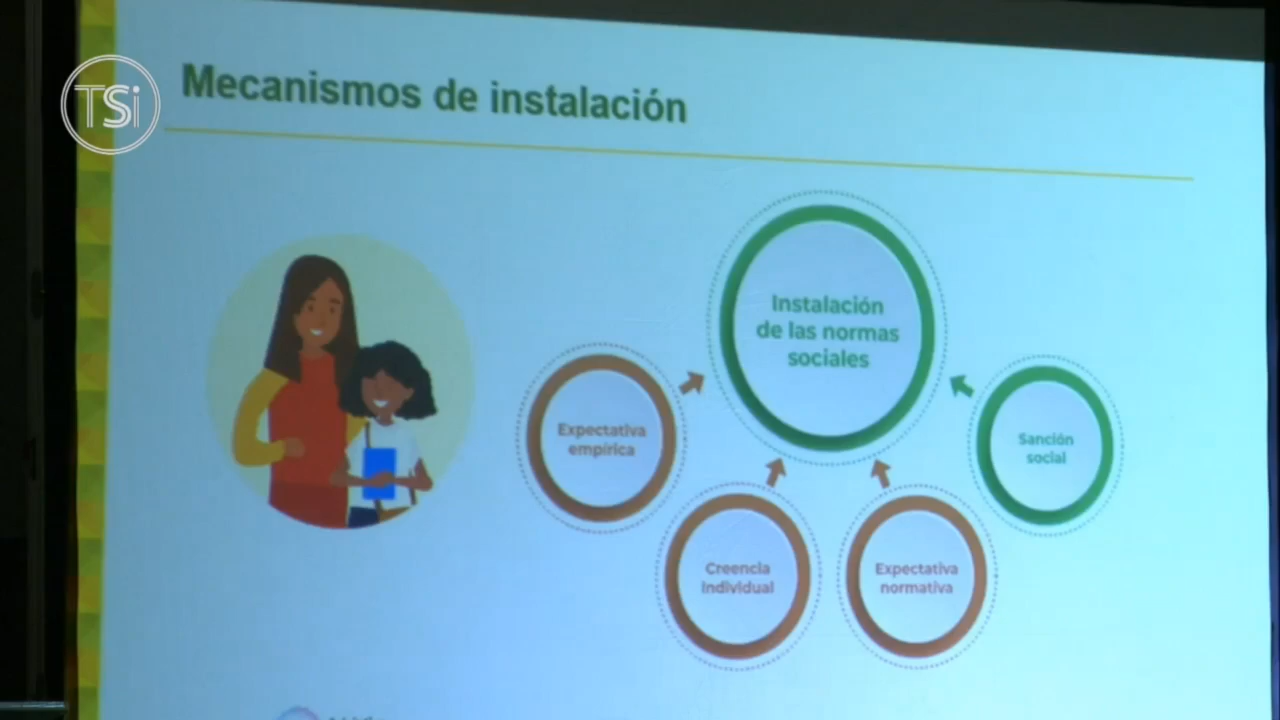 TSi
Mecanismos de instalación
Instalación
de las normas
sociales
Expectativa
empírica
Sanción
social
Creencia
individual
Expectativa
normativa